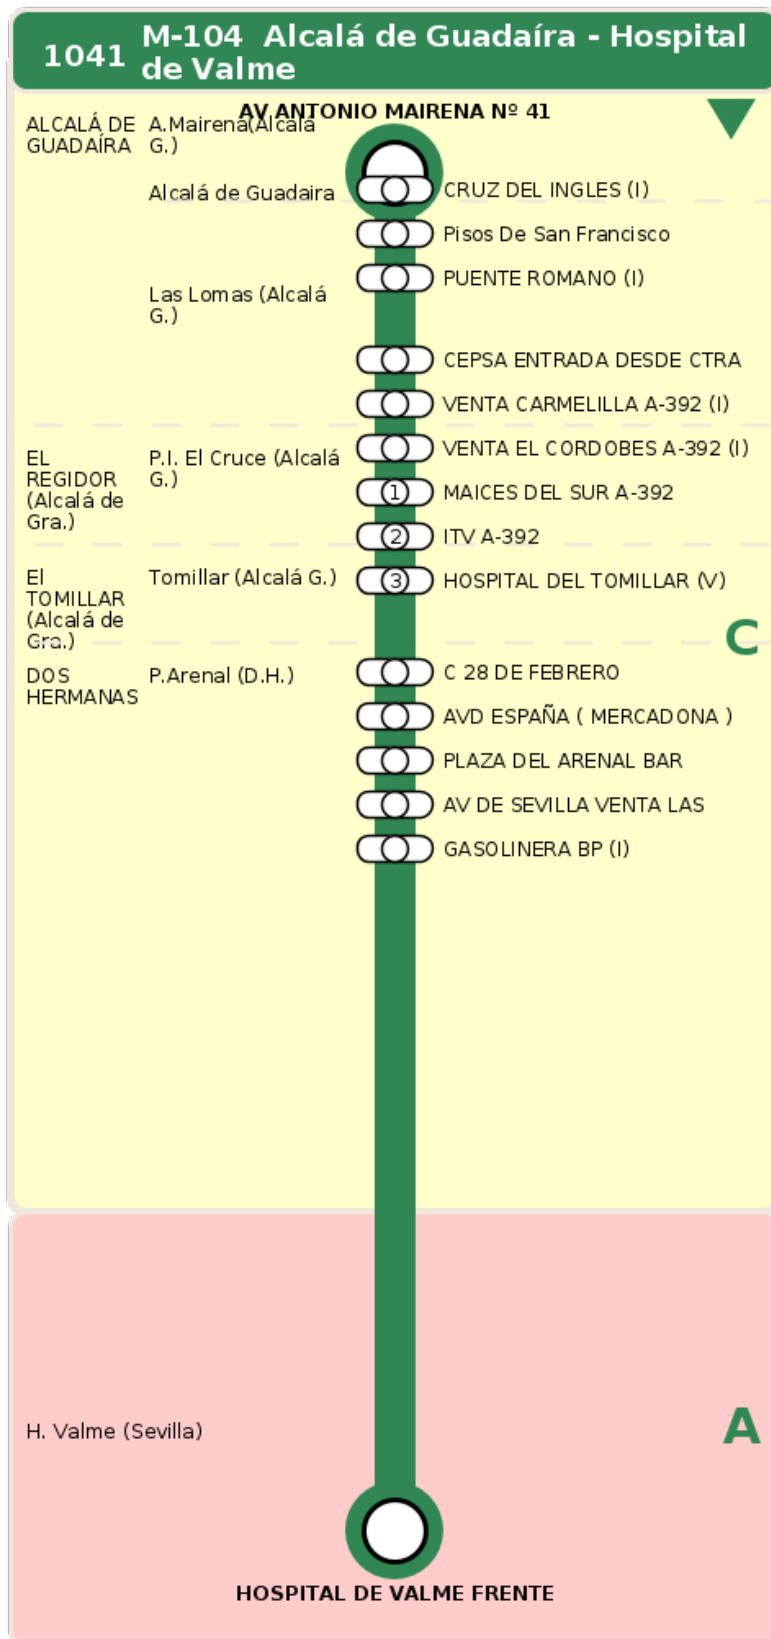 1041
M-104 Alcalá de Guadaíra - Hospital
de Valme
AV ANTONIO MAIRENA Nº 41
ALCALÁ DE
GUADAÍRA
A.Mairena(Alcalá
G.)
Alcalá de Guadaira
CRUZ DEL INGLES (I)
Pisos De San Francisco
PUENTE ROMANO (I)
Las Lomas (Alcalá
G.)
CEPSA ENTRADA DESDE CTRA
VENTA CARMELILLA A-392 (I)
VENTA EL CORDOBES A-392 (I)
EL
REGIDOR
(Alcalá de
Gra.)
P.I. El Cruce (Alcalá
G.)
1 MAICES DEL SUR A-392
2 ITV A-392
El
TOMILLAR
(Alcalá de
Gra.)
Tomillar (Alcalá G.)
3 HOSPITAL DEL TOMILLAR (V)
C
DOS
HERMANAS
P.Arenal (D.H.)
C 28 DE FEBRERO
AVD ESPAÑA ( MERCADONA )
PLAZA DEL ARENAL BAR
AV DE SEVILLA VENTA LAS
GASOLINERA BP (I)
H. Valme (Sevilla)
A
HOSPITAL DE VALME FRENTE